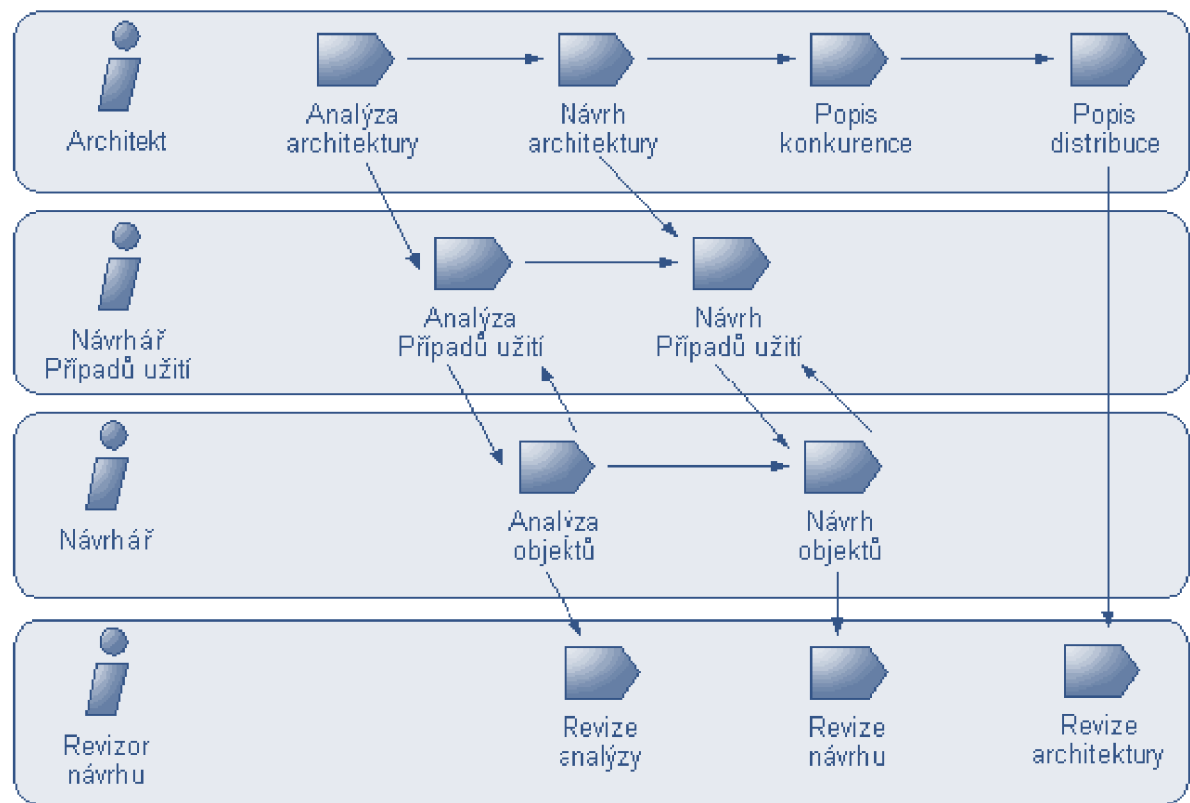 Architekt
Analýza
architektury
Návrh
architektury
Popis
konkurence
Popis
distribuce
Návrhář
Případů užití
Analýza
Případů užití
Návrh
Případů užití
Návrhář
Analýza
objektů
Návrh
objektů
Revizor
návrhu
Revize
analýzy
Revize
návrhu
Revize
architektury